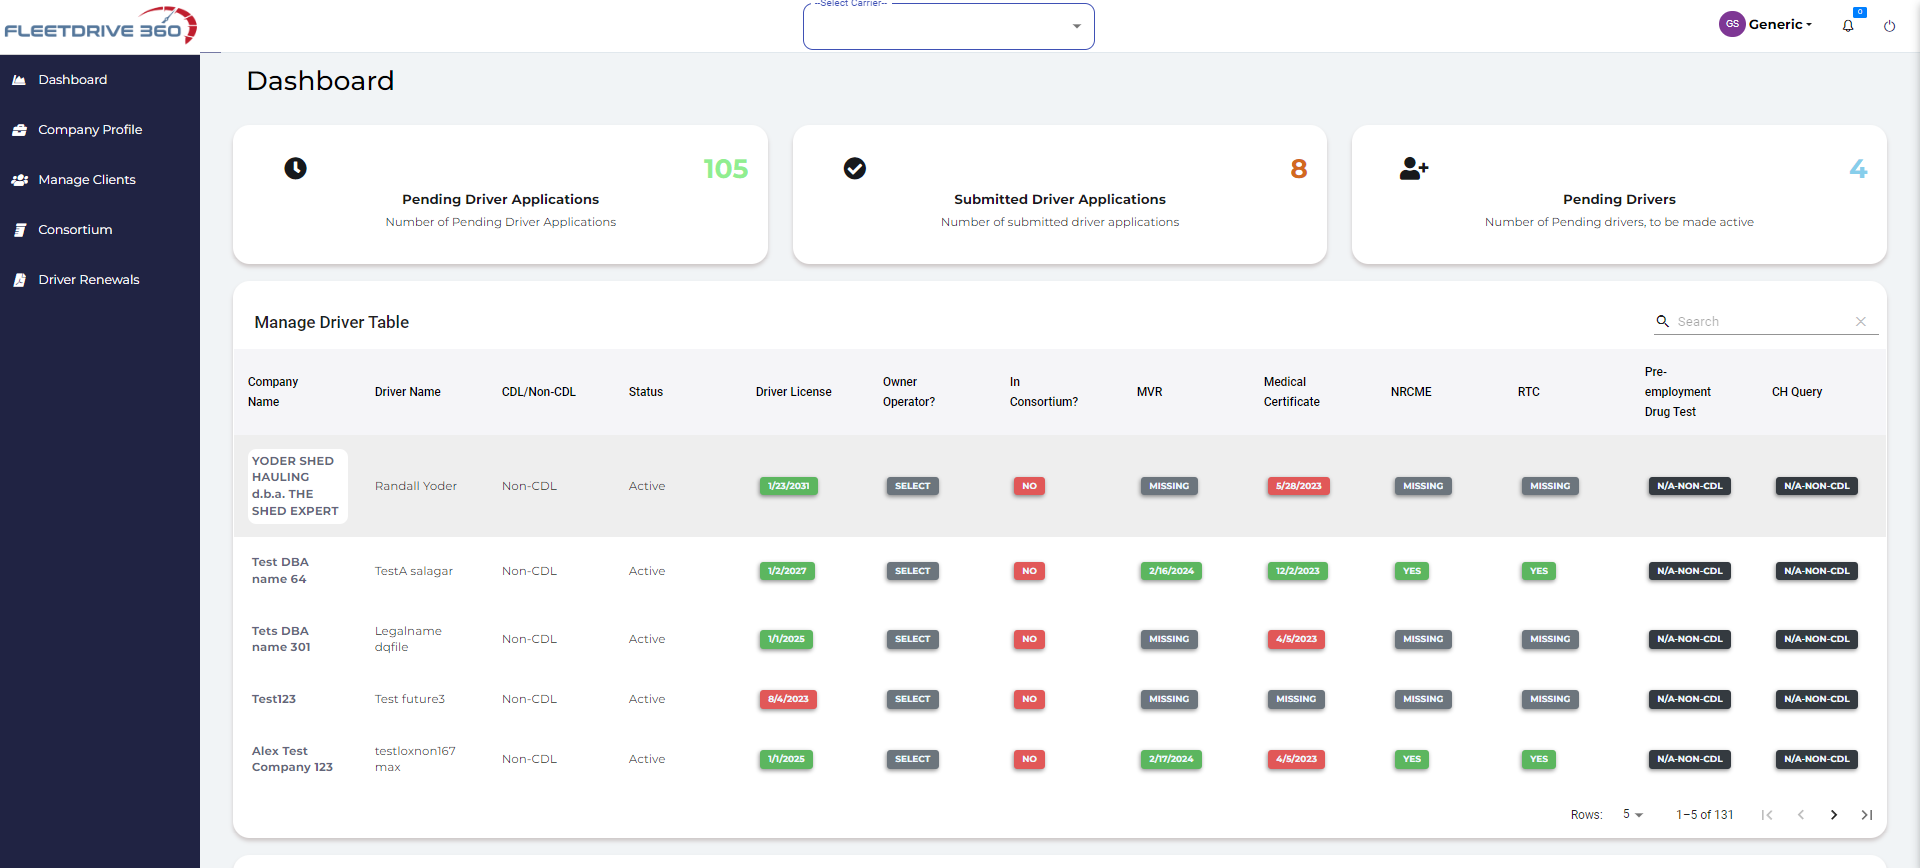 FLEETDRIVE 360
--Select Carrier--
GS Generic
0
Dashboard
Company Profile
Manage Clients
Consortium
Driver Renewals
Dashboard
105
Pending Driver Applications
Number of Pending Driver Applications
8
Submitted Driver Applications
Number of submitted driver applications
4
Pending Drivers
Number of Pending drivers, to be made active
Manage Driver Table
Search
Company Name Driver Name CDL/Non-CDL Status Driver License Owner Operator? In Consortium? MVR Medical Certificate NRCME RTC Pre-employment Drug Test CH Query
YODER SHED HAULING d.b.a. THE SHED EXPERT Randall Yoder Non-CDL Active 1/23/2031 SELECT NO MISSING 5/28/2023 MISSING MISSING N/A-NON-CDL N/A-NON-CDL
Test DBA name 64 TestA salagar Non-CDL Active 1/2/2027 SELECT NO 2/16/2024 12/2/2023 YES YES N/A-NON-CDL N/A-NON-CDL
Tets DBA name 301 Legalname dqfile Non-CDL Active 1/1/2025 SELECT NO MISSING 4/5/2023 MISSING MISSING N/A-NON-CDL N/A-NON-CDL
Test123 Test future3 Non-CDL Active 8/4/2023 SELECT NO MISSING MISSING MISSING MISSING N/A-NON-CDL N/A-NON-CDL
Alex Test Company 123 testloxnon167 max Non-CDL Active 1/1/2025 SELECT NO 2/17/2024 4/5/2023 YES YES N/A-NON-CDL N/A-NON-CDL
Rows: 5 1–5 of 131